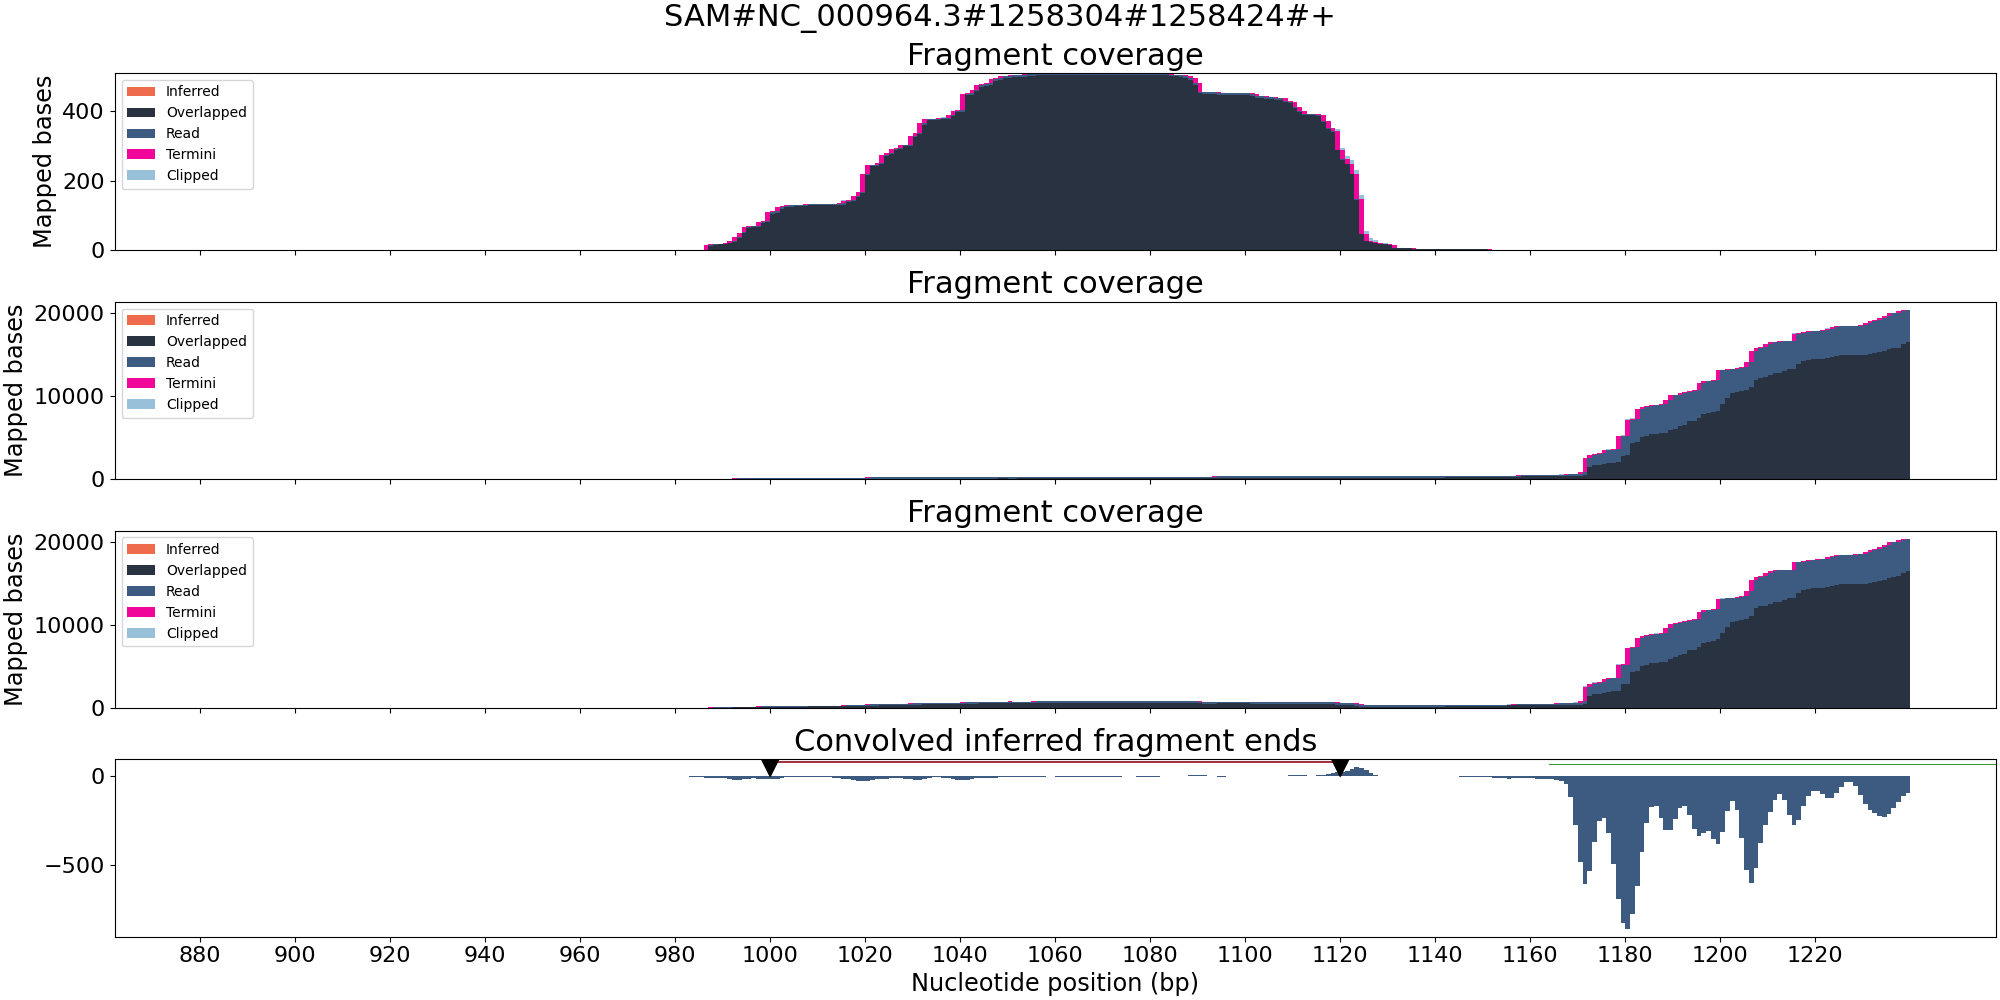 SAM#NC_000964.3#1258304#1258424#+
Fragment coverage
Mapped bases
400
200
0
Inferred
Overlapped
Read
Termini
Clipped
Fragment coverage
Mapped bases
20000
10000
0
Inferred
Overlapped
Read
Termini
Clipped
Fragment coverage
Mapped bases
20000
10000
0
Inferred
Overlapped
Read
Termini
Clipped
Convolved inferred fragment ends
0
−500
880 900 920 940 960 980 1000 1020 1040 1060 1080 1100 1120 1140 1160 1180 1200 1220
Nucleotide position (bp)